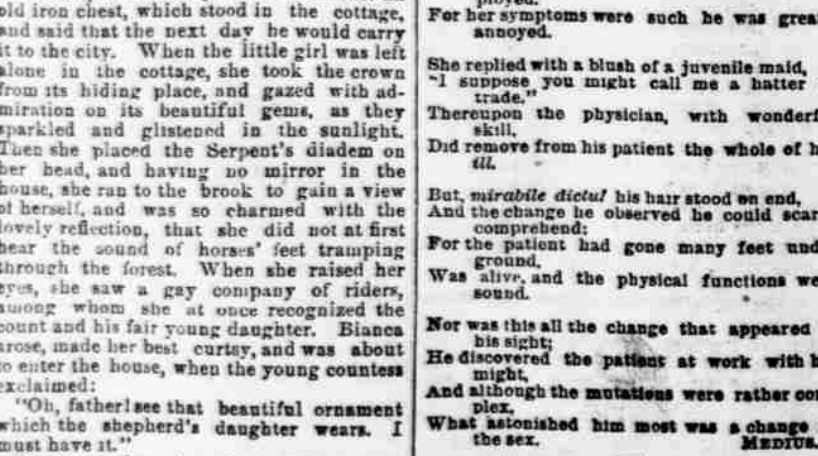 old iron chest, which stood in the cottage,
and said that the next day he would carry
it to the city. When the little girl was left
alone in the cottage, she took the crown
from its hiding place, and gazed with ad-
miration on its beautiful gems, as they
sparkled and glistened in the sunlight.
Then she placed the Serpent's diadem on
her head, and having no mirror in the
house, she ran to the brook to gain a view
of herself, and was so charmed with the
lovely reflection, that she did not at first
hear the sound of horses' feet tramping
through the forest. When she raised her
eyes, she saw a gay company of riders,
among whom she at once recognized the
count and his fair young daughter. Bianca
arose, made her best curtsy, and was about
to enter the house, when the young countess
exclaimed:
"Oh, father! see that beautiful ornament
which the shepherd's daughter wears. I
must have it."
For her symptoms were such he was
annoyed.
She replied with a blush of a juvenile maid,
"I suppose you might call me a hatter
trade."
Thereupon the physician, with
skill,
Did remove from his patient the whole of
ill.
But, mirabile dictu! his hair stood on end,
And the change he observed he could
comprehend:
For the patient had gone many feet
ground,
Was alive, and the physical functions
sound.
Nor was this all the change that appeared
his sight;
He discovered the patient at work with
might,
And although the mutations were rather
plex,
What astonished him most was a change
the sex.
MEDIUS.